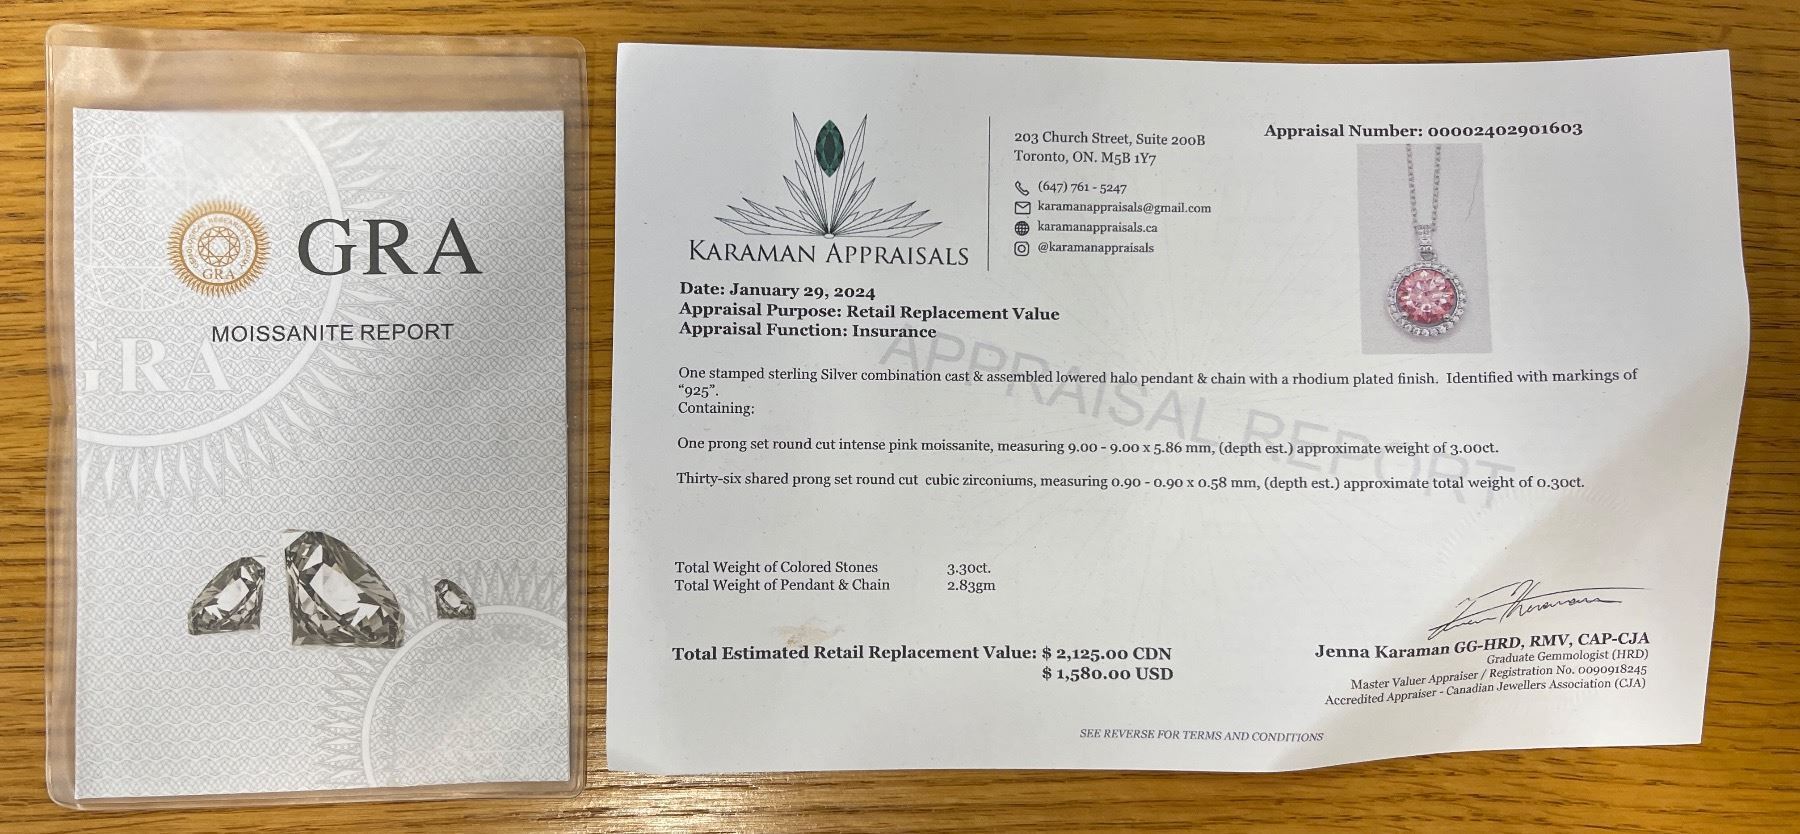 GRA
GRA
MOISSANITE REPORT
GRA
KARAMAN APPRAISALS
203 Church Street, Suite 200B
Toronto, ON. M5B 1Y7
(647) 761 - 5247
karamanappraisals@gmail.com
karamanappraisals.ca
@karamanappraisals
Appraisal Number: 00002402901603
Date: January 29, 2024
Appraisal Purpose: Retail Replacement Value
Appraisal Function: Insurance
APPRAISAL REPORT
One stamped sterling Silver combination cast & assembled lowered halo pendant & chain with a rhodium plated finish. Identified with markings of
“925”.
Containing:
One prong set round cut intense pink moissanite, measuring 9.00 - 9.00 x 5.86 mm, (depth est.) approximate weight of 3.00ct.
Thirty-six shared prong set round cut cubic zirconiums, measuring 0.90 - 0.90 x 0.58 mm, (depth est.) approximate total weight of 0.30ct.
Total Weight of Colored Stones 3.30ct.
Total Weight of Pendant & Chain 2.83gm
Total Estimated Retail Replacement Value: $ 2,125.00 CDN
$ 1,580.00 USD
Jenna Karaman GG-HRD, RMV, CAP-CJA
Graduate Gemmologist (HRD)
Master Valuer Appraiser / Registration No. 0090918245
Accredited Appraiser - Canadian Jewellers Association (CJA)
SEE REVERSE FOR TERMS AND CONDITIONS